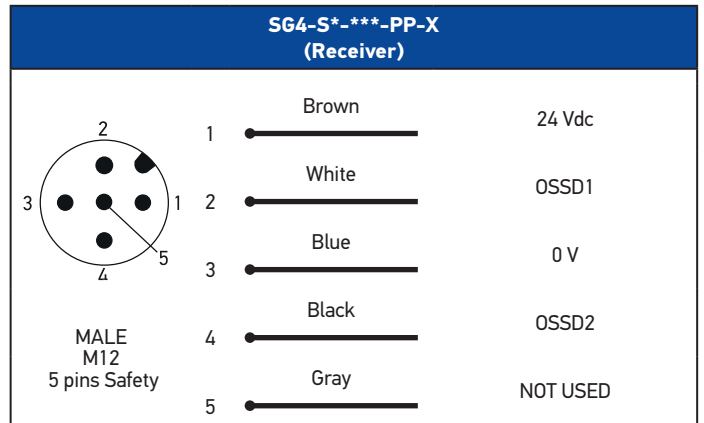 SG4-S*-***-PP-X
(Receiver)
2
3
1
5
4
MALE
M12
5 pins Safety
1 Brown 24 Vdc
2 White OSSD1
3 Blue 0 V
4 Black OSSD2
5 Gray NOT USED